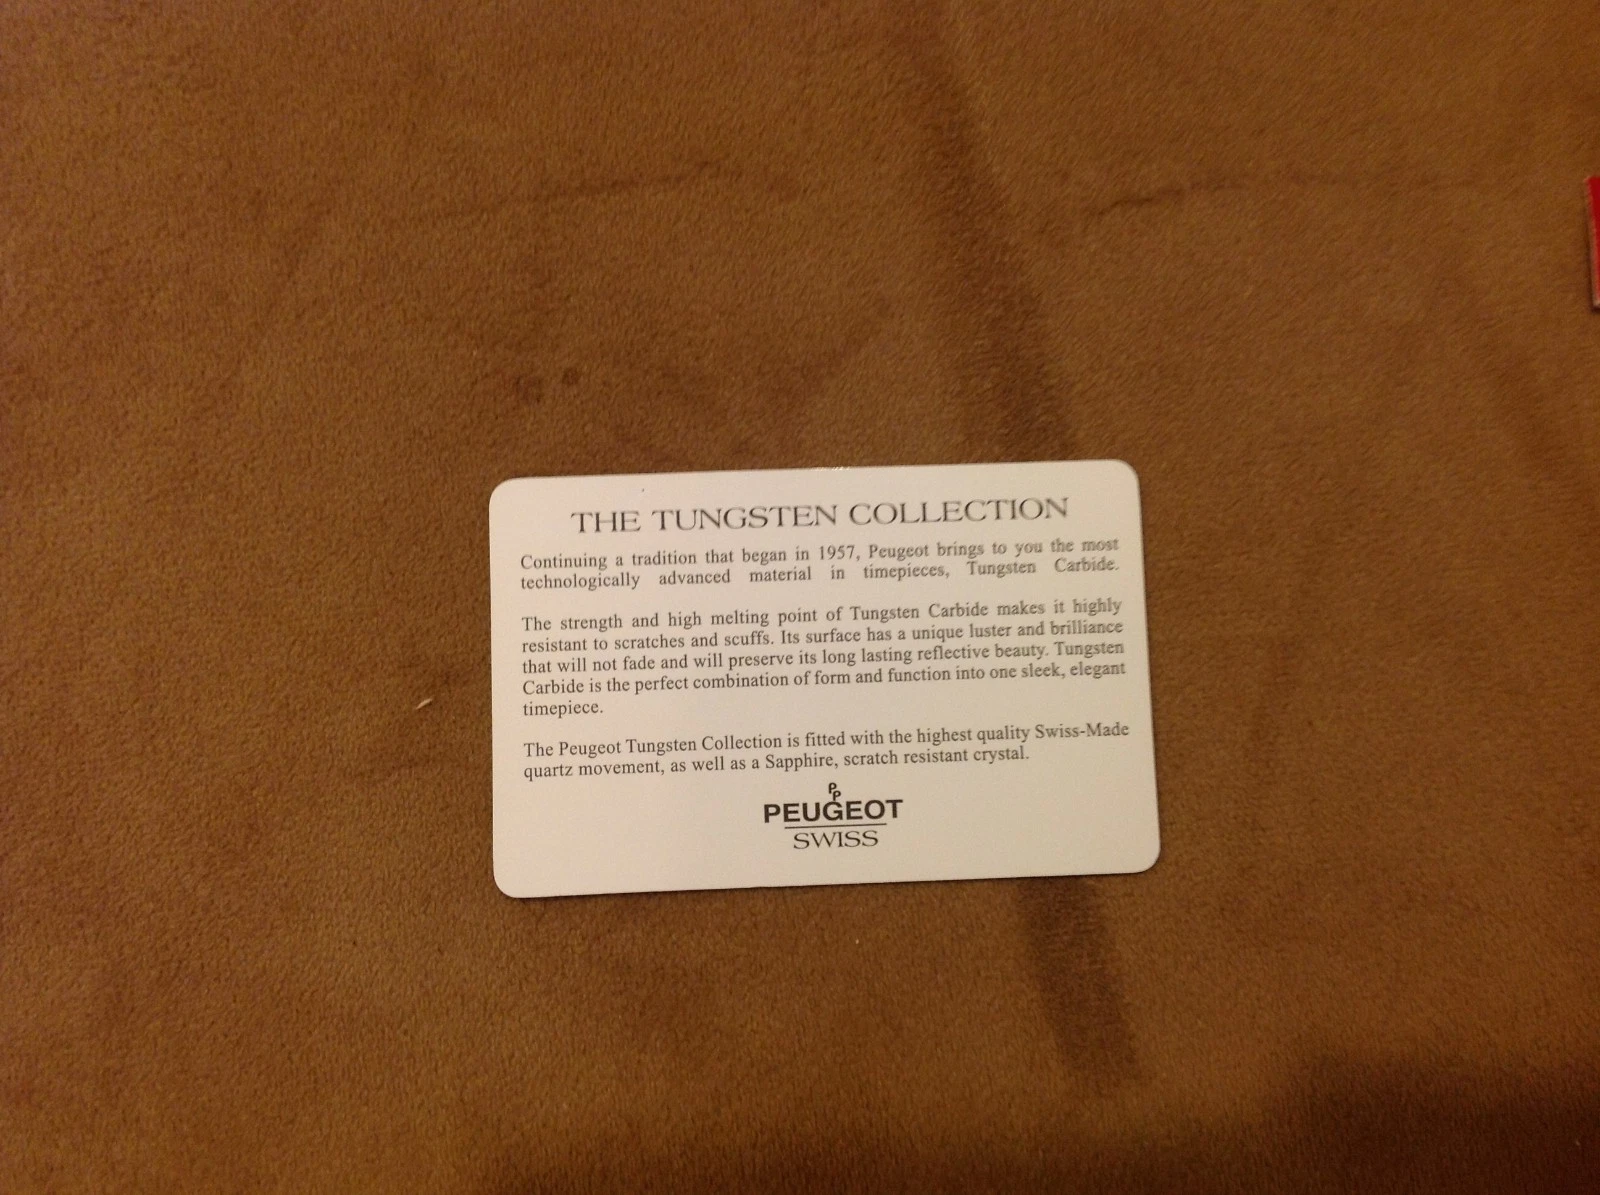 THE TUNGSTEN COLLECTION
Continuing a tradition that began in 1957, Peugeot brings to you the most
technologically advanced material in timepieces, Tungsten Carbide.
The strength and high melting point of Tungsten Carbide makes it highly
resistant to scratches and scuffs. Its surface has a unique luster and brilliance
that will not fade and will preserve its long lasting reflective beauty. Tungsten
Carbide is the perfect combination of form and function into one sleek, elegant
timepiece.
The Peugeot Tungsten Collection is fitted with the highest quality Swiss-Made
quartz movement, as well as a Sapphire, scratch resistant crystal.
PP
PEUGEOT
SWISS